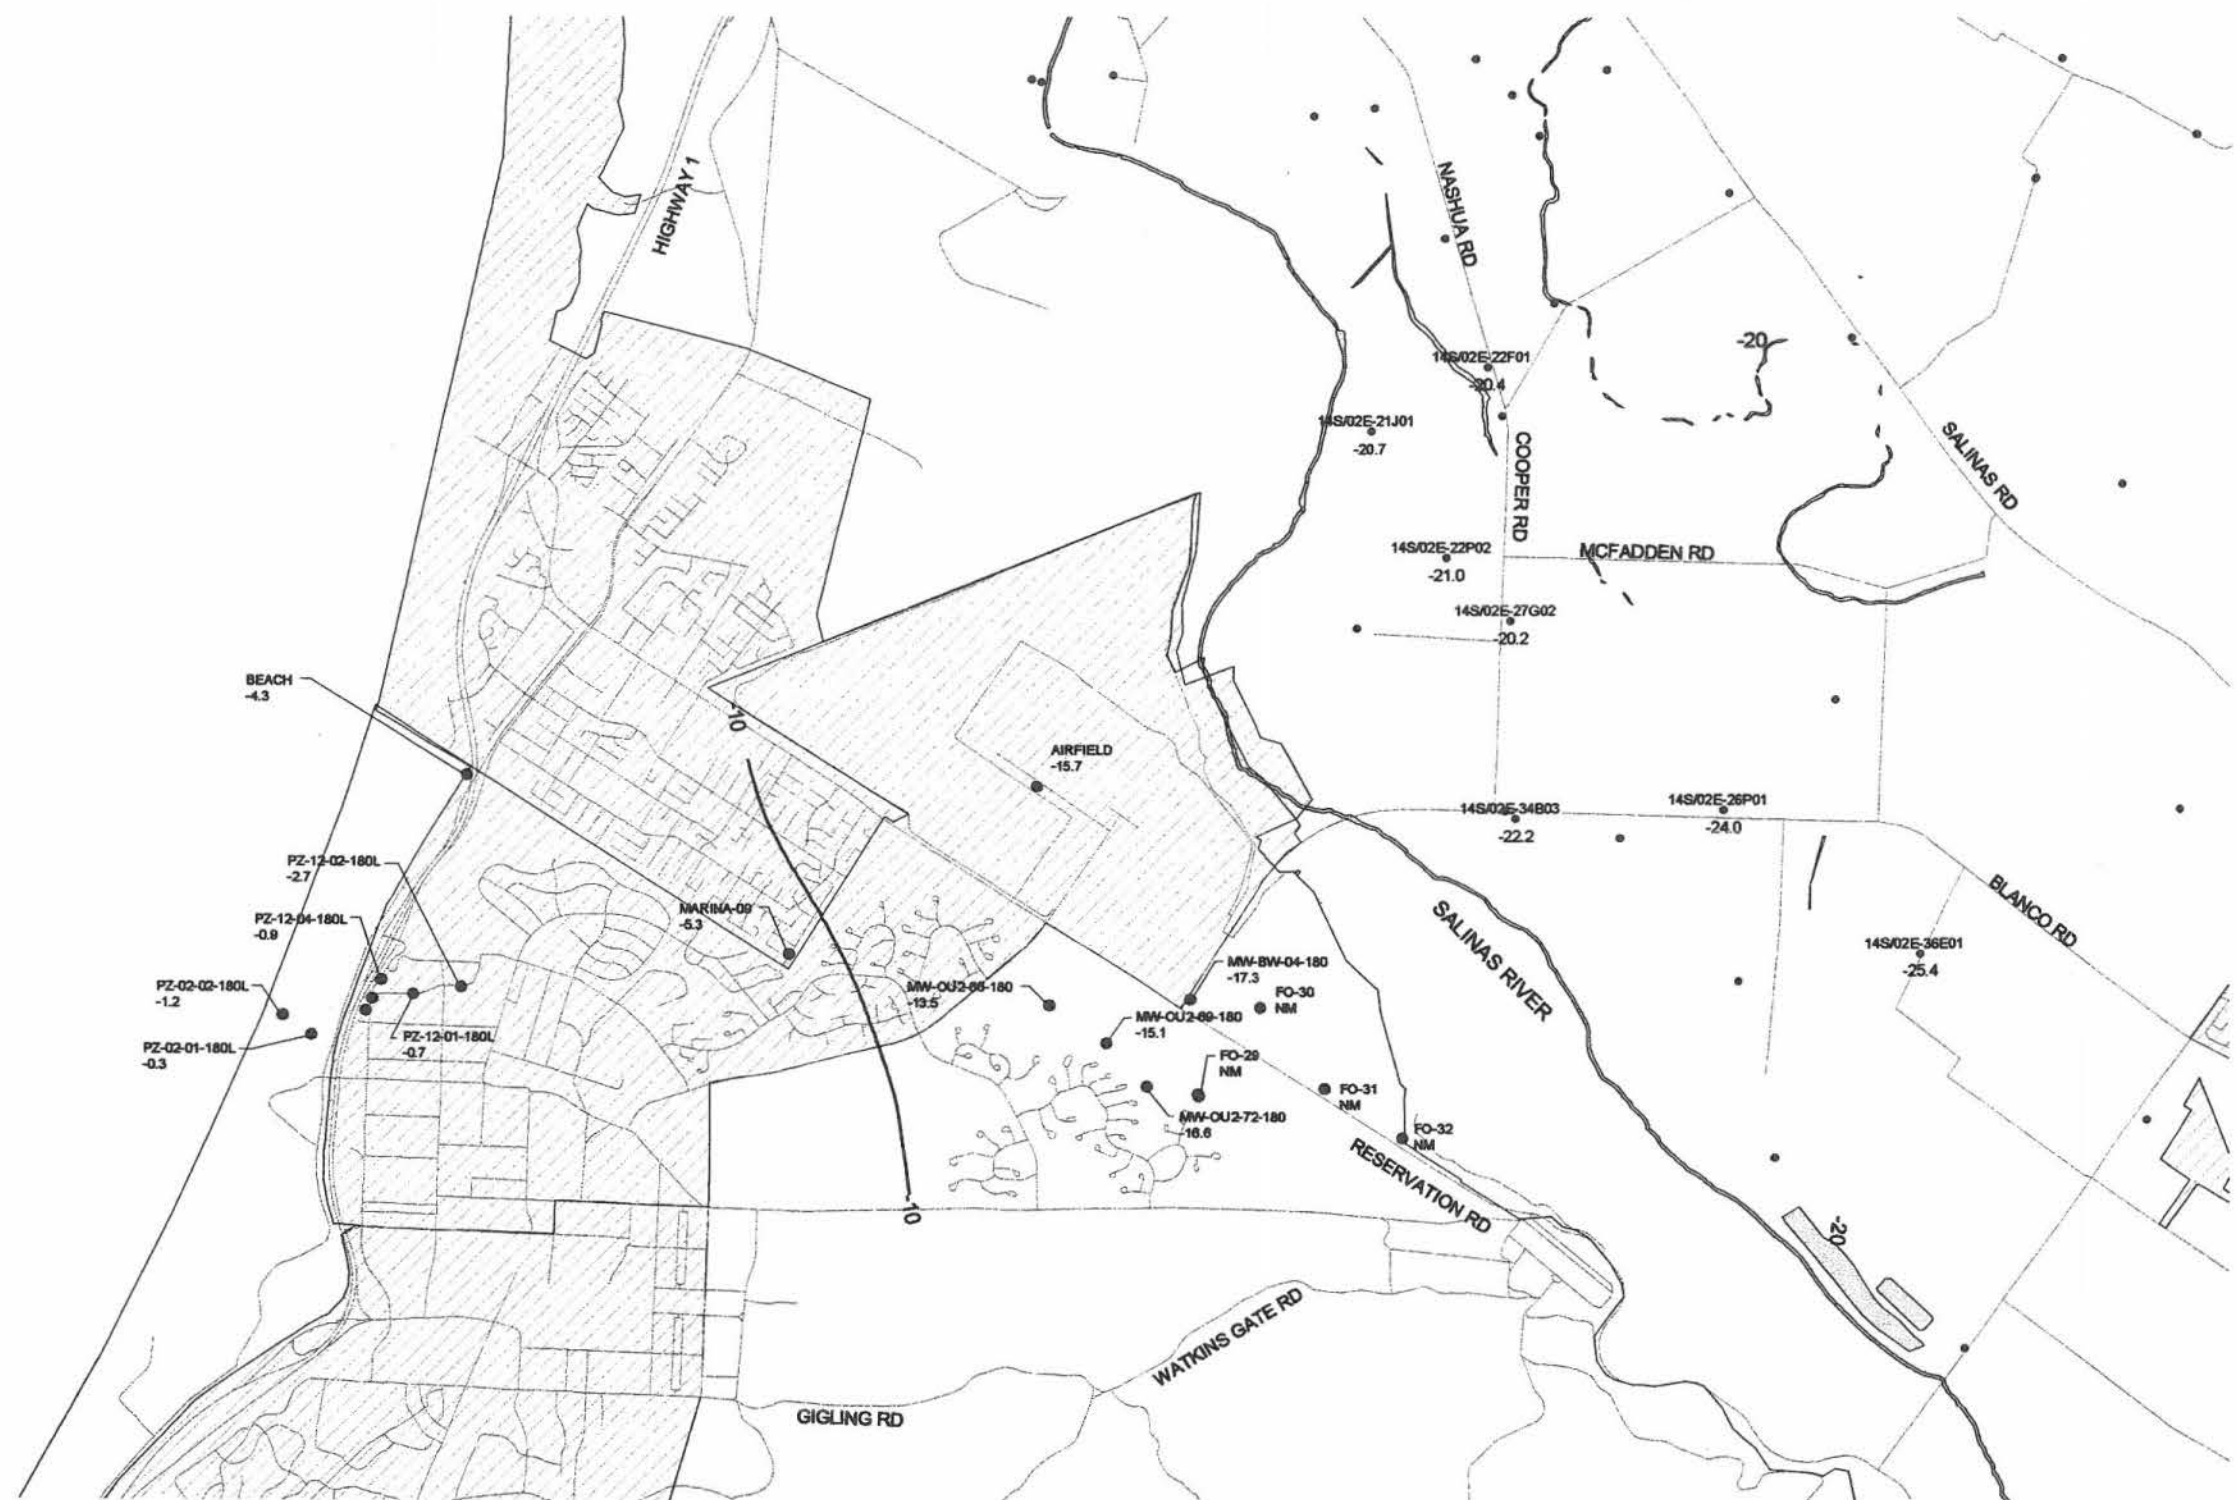 HIGHWAY 1
NASHUA RD
-20
14S/02E-22F01
-20.4
14S/02E-21J01
-20.7
COOPER RD
SALINAS RD
14S/02E-22P02
-21.0
MCFADDEN RD
14S/02E-27G02
-20.2
BEACH
-4.3
-10
AIRFIELD
-15.7
14S/02E-34B03
-22.2
14S/02E-26P01
-24.0
PZ-12-02-180L
-2.7
PZ-12-04-180L
-0.9
MARINA-09
-5.3
BLANCO RD
SALINAS RIVER
14S/02E-36E01
-25.4
PZ-02-02-180L
-1.2
MW-BW-04-180
-17.3
MW-OU2-66-180
-13.5
FO-30
NM
MW-OU2-69-180
-15.1
PZ-12-01-180L
-0.7
PZ-02-01-180L
-0.3
FO-29
NM
FO-31
NM
MW-OU2-72-180
-16.6
FO-32
NM
RESERVATION RD
-10
-20
WATKINS GATE RD
GIGLING RD